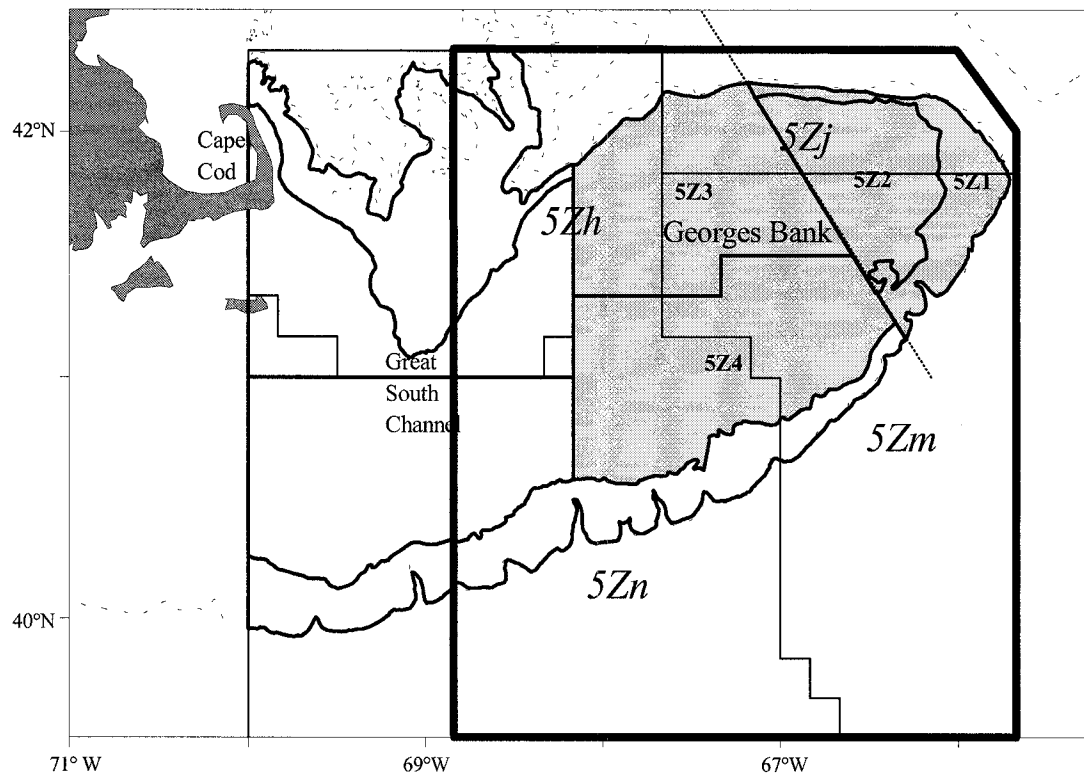 42°N
Cape
Cod
5Zj
5Z3
5Z2
5Z1
5Zh
Georges Bank
Great
South
Channel
5Z4
5Zm
5Zn
40°N
71° W
69°W
67°W